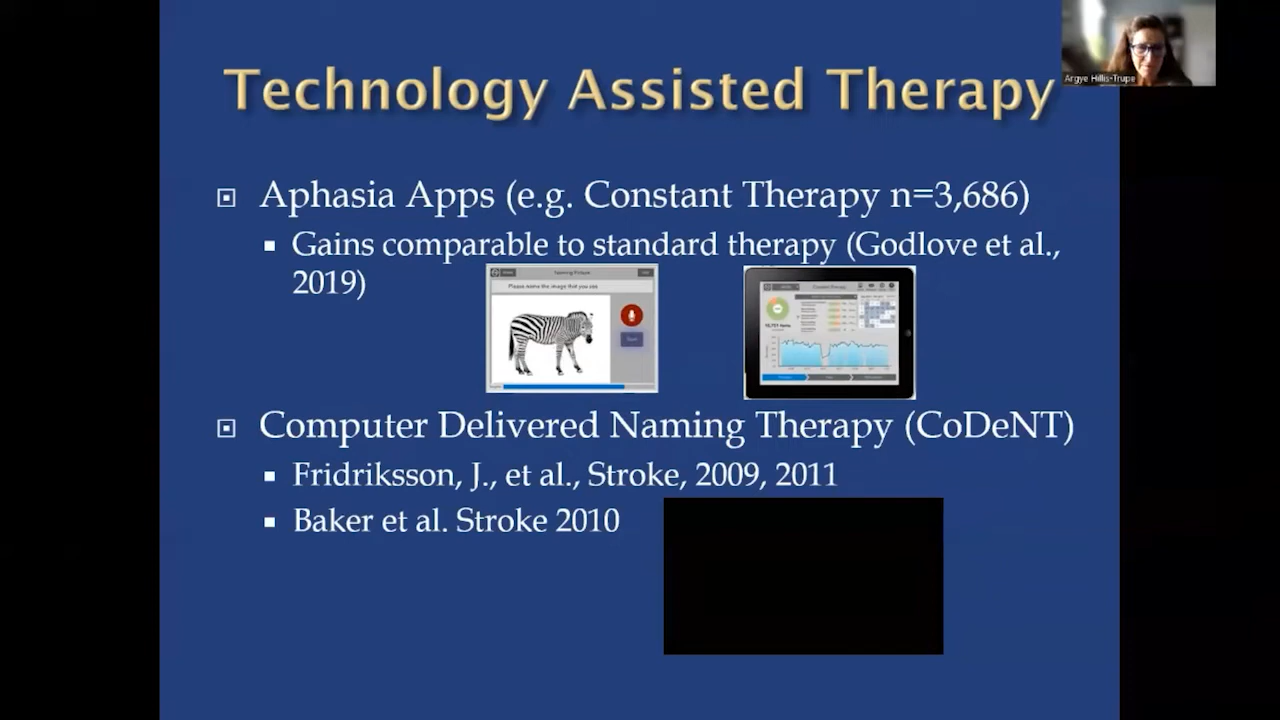 Technology Assisted Therapy
Argye Hillis-Trupe
Aphasia Apps (e.g. Constant Therapy n=3,686)
Gains comparable to standard therapy (Godlove et al.,
2019)
Naming Picture
Please name the image that you see
Computer Delivered Naming Therapy (CoDeNT)
Fridriksson, J., et al., Stroke, 2009, 2011
Baker et al. Stroke 2010